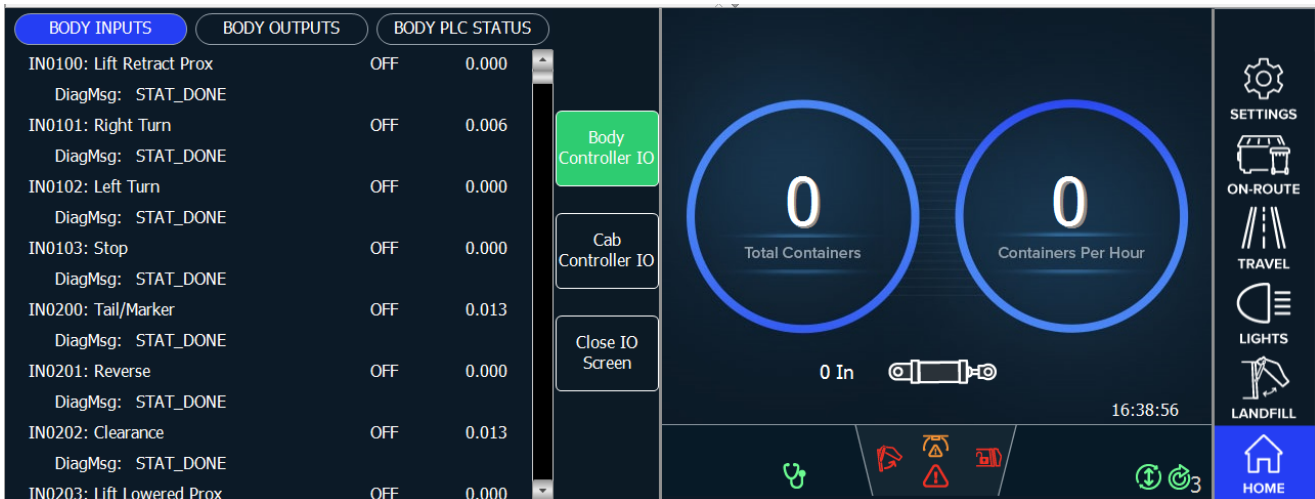 BODY INPUTS BODY OUTPUTS BODY PLC STATUS
IN0100: Lift Retract Prox OFF 0.000
DiagMsg: STAT_DONE
IN0101: Right Turn OFF 0.006
DiagMsg: STAT_DONE
IN0102: Left Turn OFF 0.000
DiagMsg: STAT_DONE
IN0103: Stop OFF 0.000
DiagMsg: STAT_DONE
IN0200: Tail/Marker OFF 0.013
DiagMsg: STAT_DONE
IN0201: Reverse OFF 0.000
DiagMsg: STAT_DONE
IN0202: Clearance OFF 0.013
DiagMsg: STAT_DONE
IN0203: Lift Lowered Prox OFF 0.000
Body
Controller IO
Cab
Controller IO
Close IO
Screen
0
Total Containers
0
Containers Per Hour
0 In
16:38:56
3
SETTINGS
ON-ROUTE
TRAVEL
LIGHTS
LANDFILL
HOME